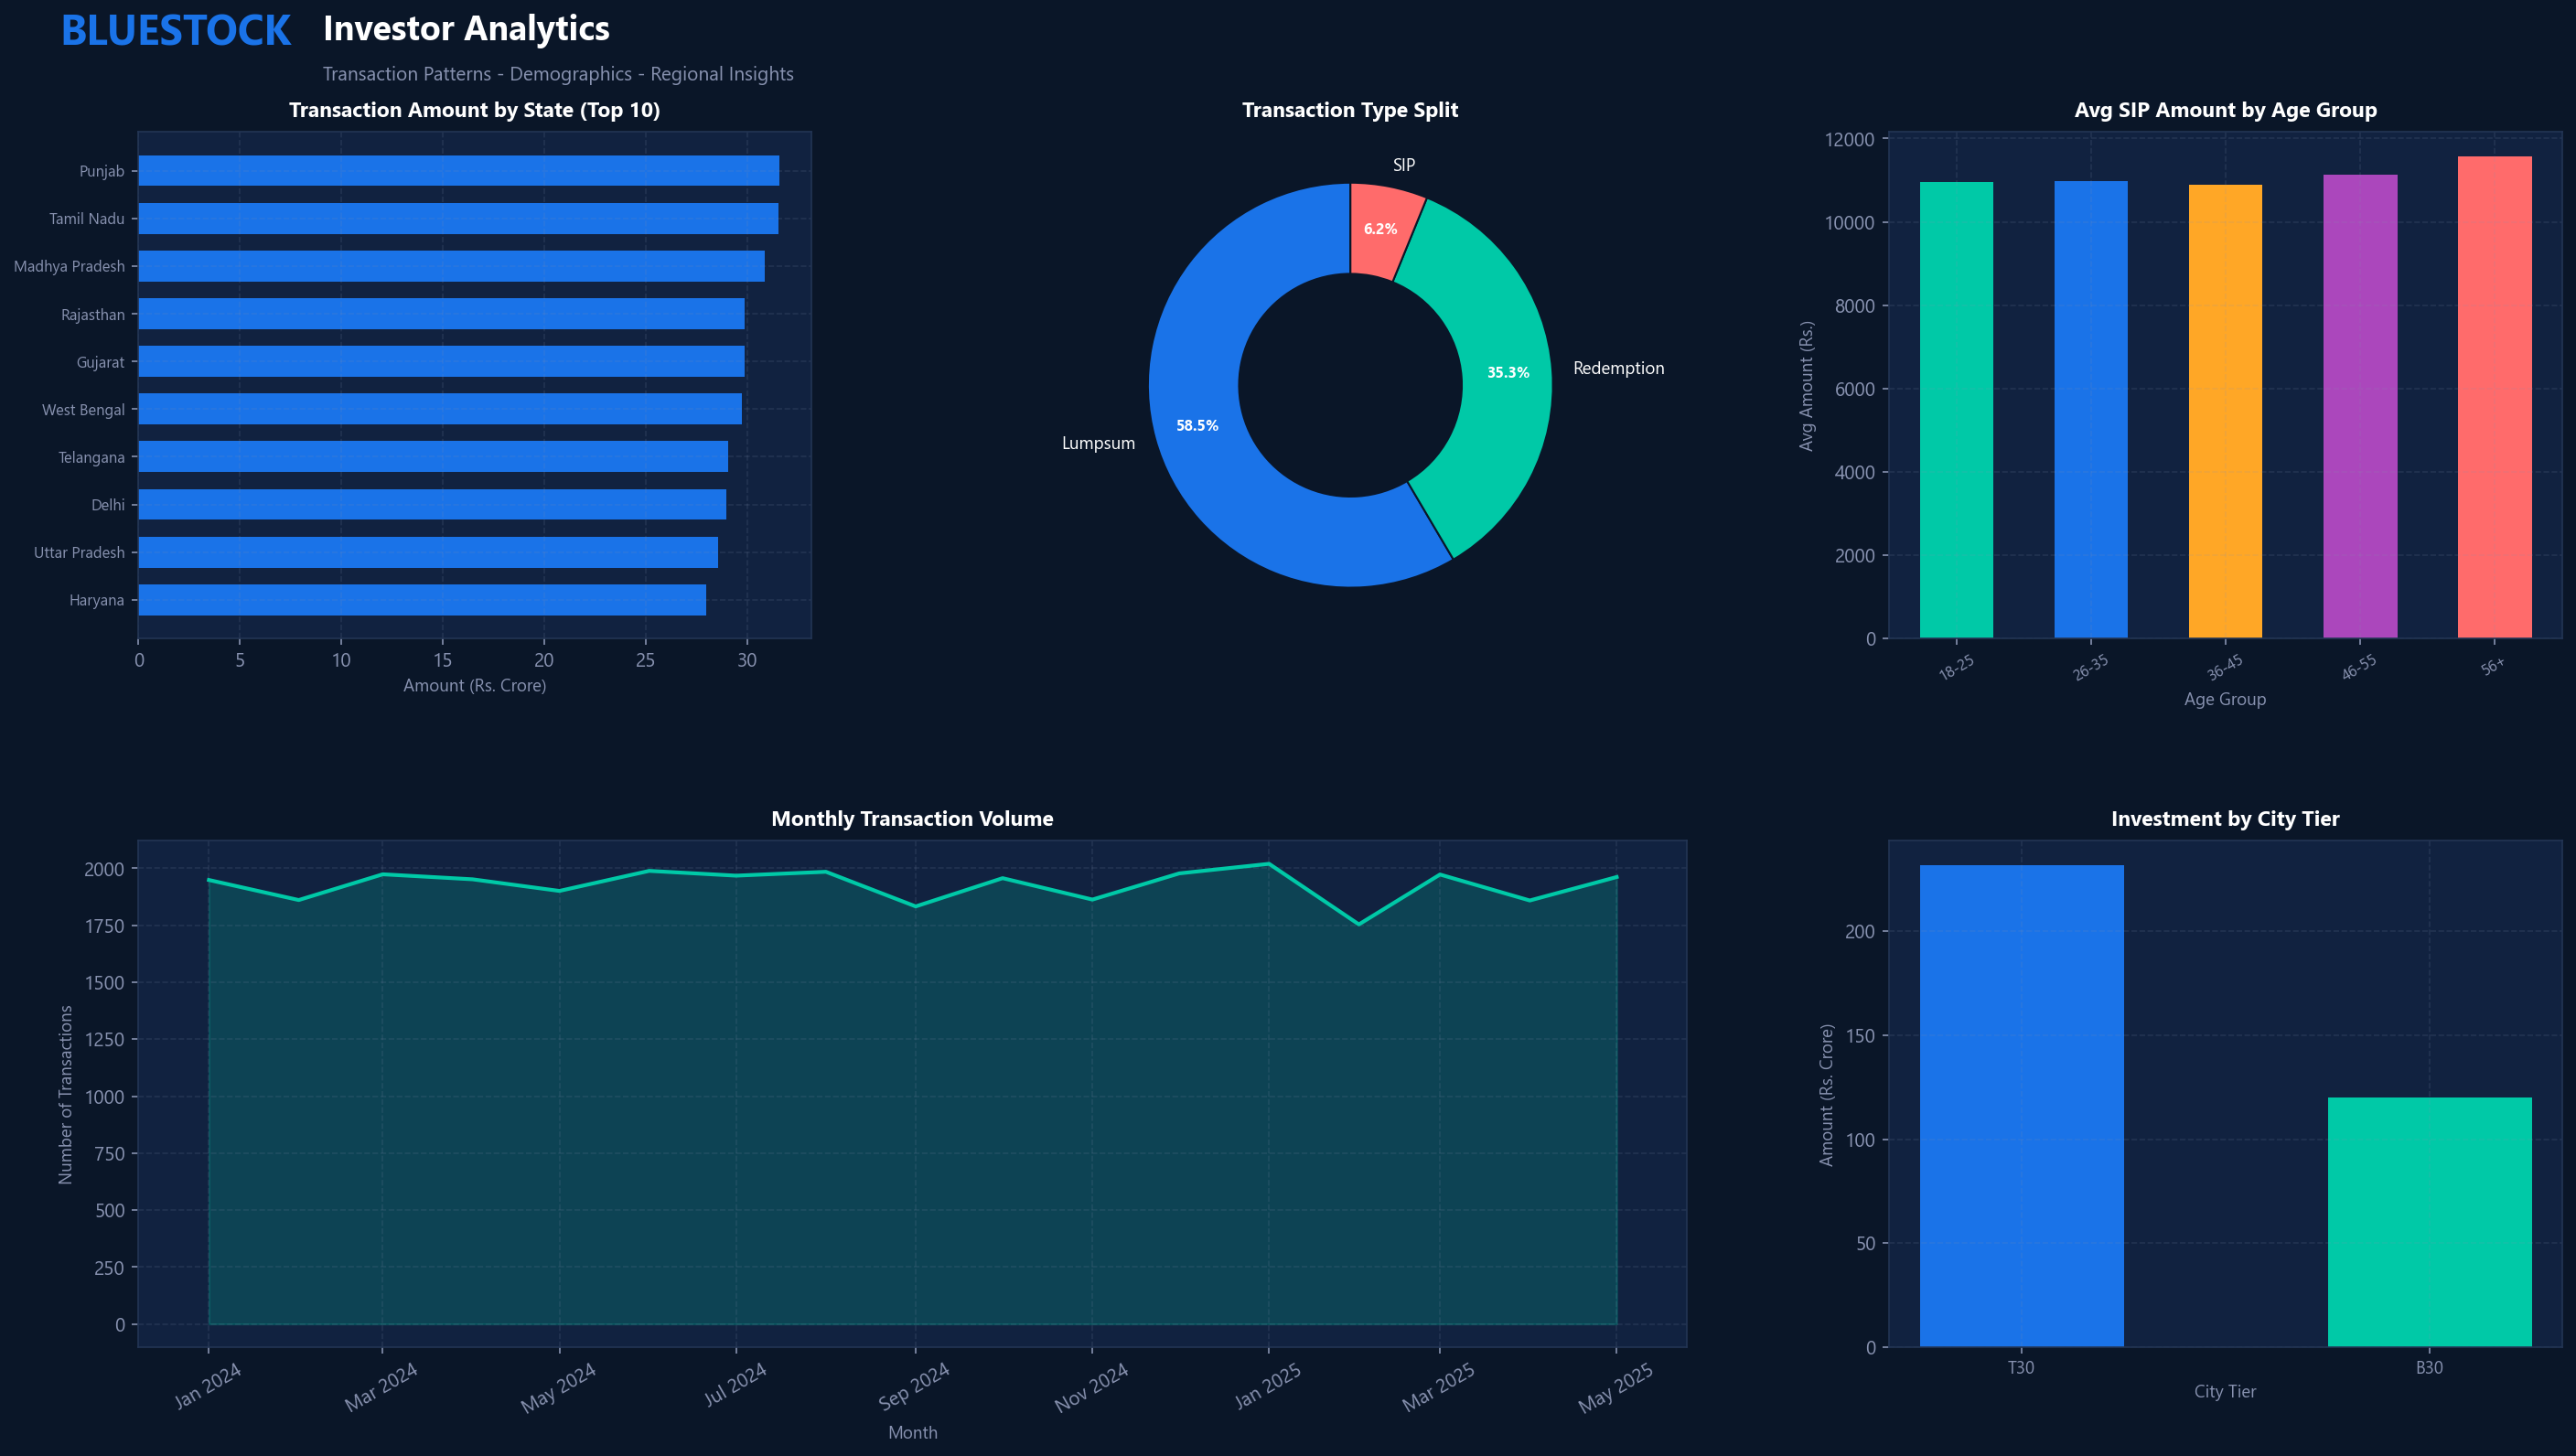 BLUESTOCK
Investor Analytics
Transaction Patterns - Demographics - Regional Insights
Transaction Amount by State (Top 10)
Punjab
Tamil Nadu
Madhya Pradesh
Rajasthan
Gujarat
West Bengal
Telangana
Delhi
Uttar Pradesh
Haryana
0 5 10 15 20 25 30
Amount (Rs. Crore)
Transaction Type Split
SIP
6.2%
35.3%
Redemption
58.5%
Lumpsum
Avg SIP Amount by Age Group
12000
10000
8000
6000
4000
2000
0
Avg Amount (Rs.)
18-25 26-35 36-45 46-55 56+
Age Group
Monthly Transaction Volume
2000
1750
1500
1250
1000
750
500
250
0
Number of Transactions
Jan 2024 Mar 2024 May 2024 Jul 2024 Sep 2024 Nov 2024 Jan 2025 Mar 2025 May 2025
Month
Investment by City Tier
200
150
100
50
0
Amount (Rs. Crore)
T30 B30
City Tier